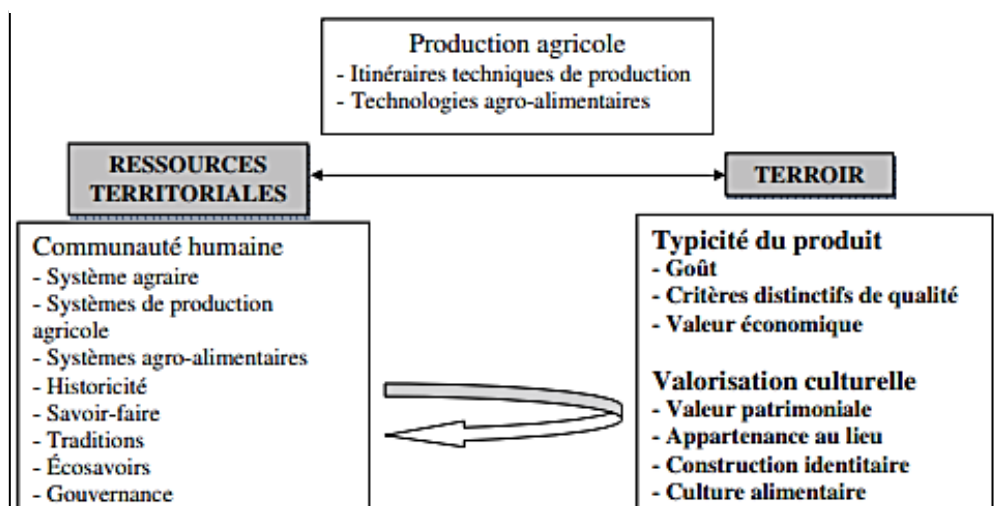 Production agricole
- Itinéraires techniques de production
- Technologies agro-alimentaires
RESSOURCES
TERRITORIALES
TERROIR
Communauté humaine
- Système agraire
- Systèmes de production
agricole
- Systèmes agro-alimentaires
- Historicité
- Savoir-faire
- Traditions
- Écosavoirs
- Gouvernance
Typicité du produit
- Goût
- Critères distinctifs de qualité
- Valeur économique
Valorisation culturelle
- Valeur patrimoniale
- Appartenance au lieu
- Construction identitaire
- Culture alimentaire